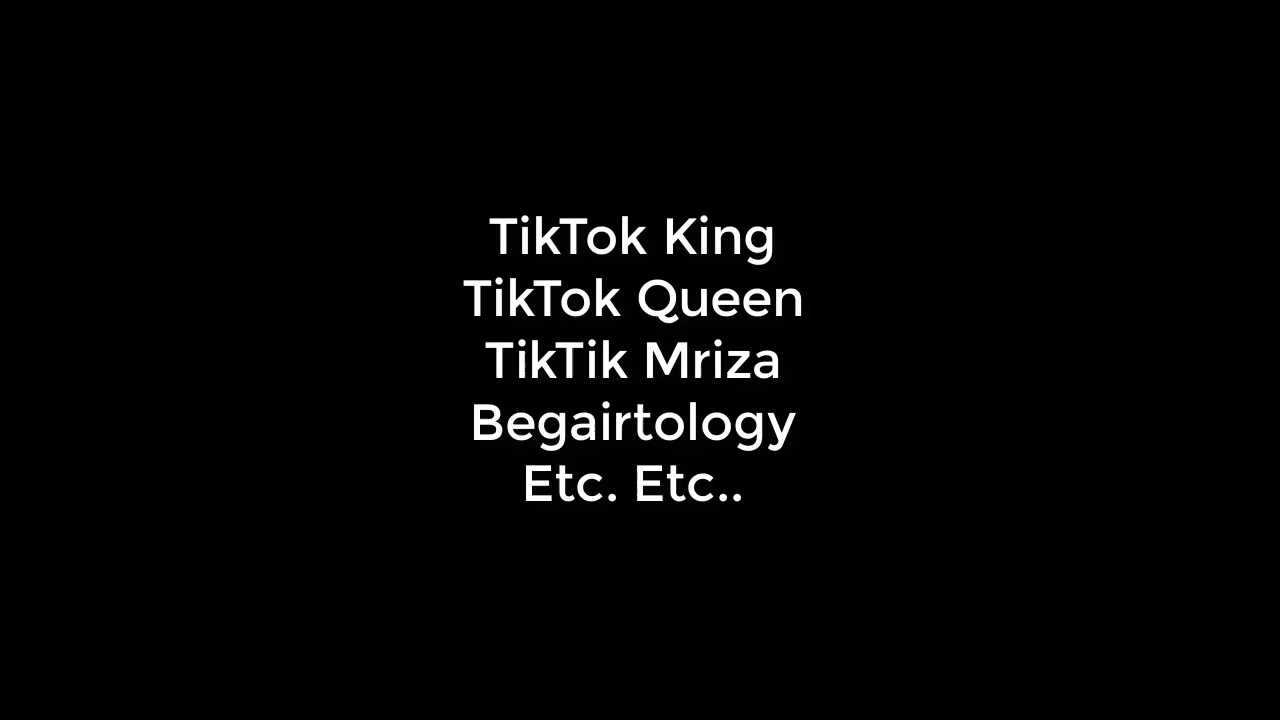 TikTok King
TikTok Queen
TikTik Mriza
Begairtology
Etc. Etc..